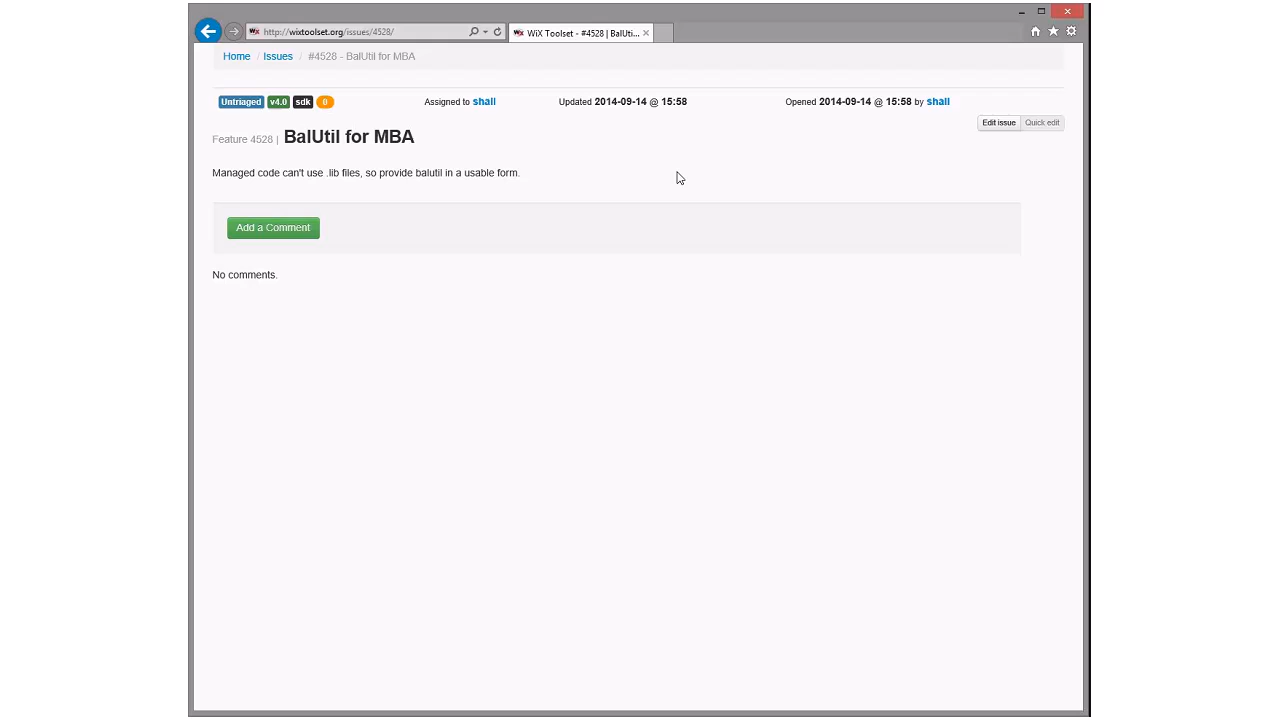 http://wixtoolset.org/issues/4528/
WiX Toolset - #4528 | BalUti...
Home / Issues / #4528 - BalUtil for MBA
Untriaged v4.0 sdk 0 Assigned to shall Updated 2014-09-14 @ 15:58 Opened 2014-09-14 @ 15:58 by shall
Edit issue Quick edit
Feature 4528 | BalUtil for MBA
Managed code can't use .lib files, so provide balutil in a usable form.
Add a Comment
No comments.